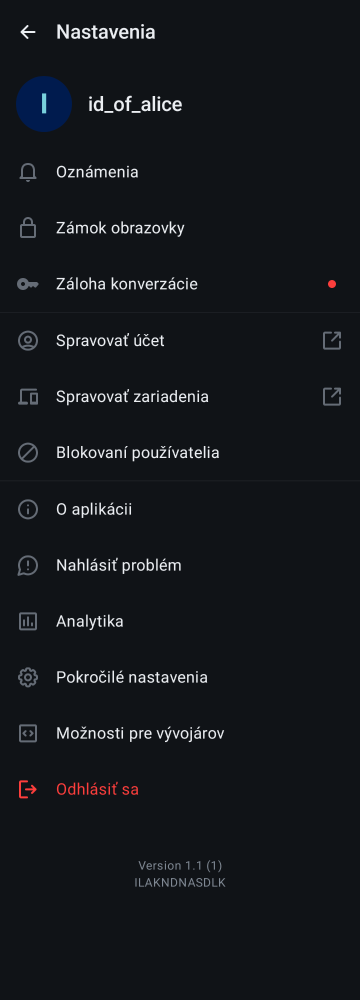 Nastavenia
I
id_of_alice
Oznámenia
Zámok obrazovky
Záloha konverzácie
Spravovať účet
Spravovať zariadenia
Blokovaní používatelia
O aplikácii
Nahlásiť problém
Analytika
Pokročilé nastavenia
Možnosti pre vývojárov
Odhlásiť sa
Version 1.1 (1)
ILAKNDNASDLK